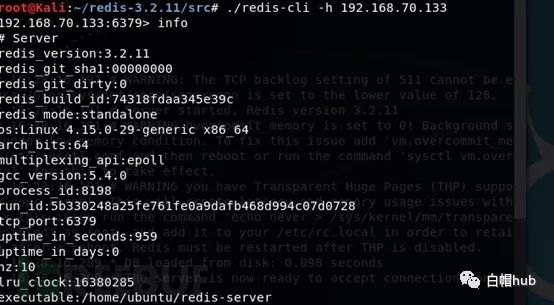 root@Kali:~/redis-3.2.11/src# ./redis-cli -h 192.168.70.133
192.168.70.133:6379> info
# Server
redis_version:3.2.11
redis_git_sha1:00000000
WARNING: The TCP backlog setting of 511 cannot be e
redis_git_dirty:0
is set to the lower value of 128.
redis_build_id:74318fdaa345e39c
server started, Redis version 3.2.11
redis_mode:standalone
memory is set to 0! Background s
os:Linux 4.15.0-29-generic x86_64
memory condition. To fix this issue add 'vm.overcommit_me
arch_bits:64
then reboot or run the command 'sysctl vm.over
multiplexing_api:epoll
take effect.
gcc_version:5.4.0
# WARNING you have Transparent Huge Pages (THP) suppo
process_id:8198
memory usage issues with
run_id:5b330248a25fe761fe0a9dafb468d994c07d0728
run the command 'echo never > /sys/kernel/mm/transpare
tcp_port:6379
add it to your /etc/rc.local in order to retai
uptime_in_seconds:959
Redis must be restarted after THP is disabled.
uptime_in_days:0
DB loaded from disk: 0.098 seconds
hz:10
server is now ready to accept connection
lru_clock:16380285
executable:/home/ubuntu/redis-server
白帽hub